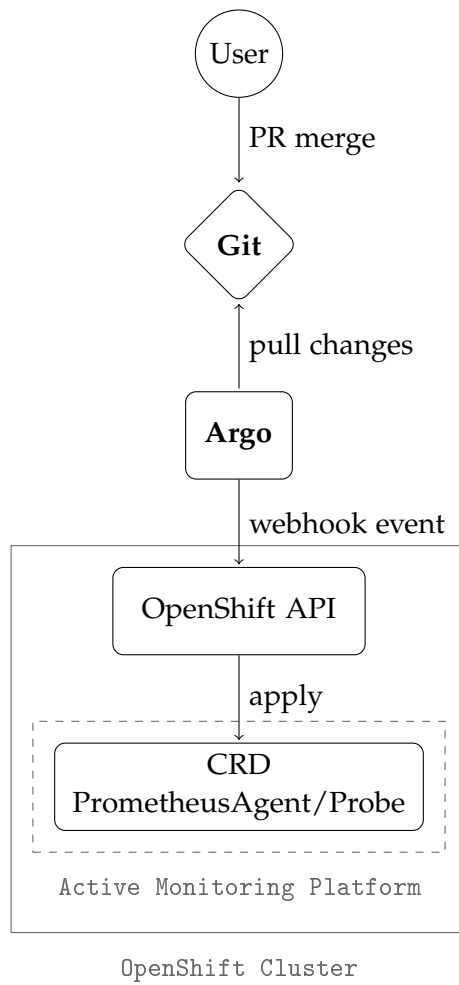 User
PR merge
Git
pull changes
Argo
webhook event
OpenShift API
apply
CRD
PrometheusAgent/Probe
Active Monitoring Platform
OpenShift Cluster